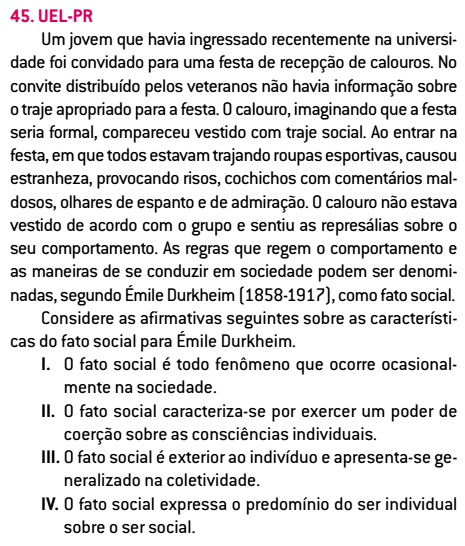 45. UEL-PR
Um jovem que havia ingressado recentemente na universi-
dade foi convidado para uma festa de recepção de calouros. No
convite distribuído pelos veteranos não havia informação sobre
o traje apropriado para a festa. O calouro, imaginando que a festa
seria formal, compareceu vestido com traje social. Ao entrar na
festa, em que todos estavam trajando roupas esportivas, causou
estranheza, provocando risos, cochichos com comentários mal-
dosos, olhares de espanto e de admiração. O calouro não estava
vestido de acordo com o grupo e sentiu as represálias sobre o
seu comportamento. As regras que regem o comportamento e
as maneiras de se conduzir em sociedade podem ser denomi-
nadas, segundo Émile Durkheim (1858-1917), como fato social.
Considere as afirmativas seguintes sobre as característi-
cas do fato social para Émile Durkheim.
I. O fato social é todo fenômeno que ocorre ocasional-
mente na sociedade.
II. O fato social caracteriza-se por exercer um poder de
coerção sobre as consciências individuais.
III. O fato social é exterior ao indivíduo e apresenta-se ge-
neralizado na coletividade.
IV. O fato social expressa o predomínio do ser individual
sobre o ser social.